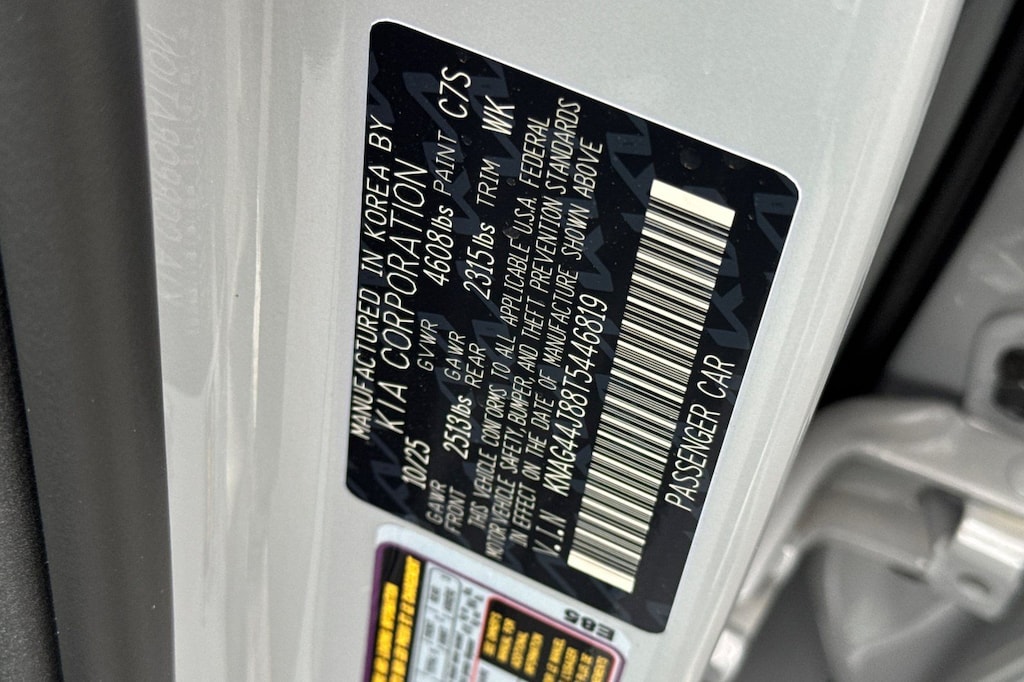 MANUFACTURED IN KOREA BY
KIA CORPORATION
10/25 GVWR 4608lbs PAINT C7S
GAWR FRONT 2513lbs GAWR REAR 2315lbs TRIM WK
THIS VEHICLE CONFORMS TO ALL APPLICABLE U.S.A. FEDERAL
MOTOR VEHICLE SAFETY, BUMPER, AND THEFT PREVENTION STANDARDS
IN EFFECT ON THE DATE OF MANUFACTURE SHOWN ABOVE
V.I.N KNAG44J88T5446819
PASSENGER CAR
E85